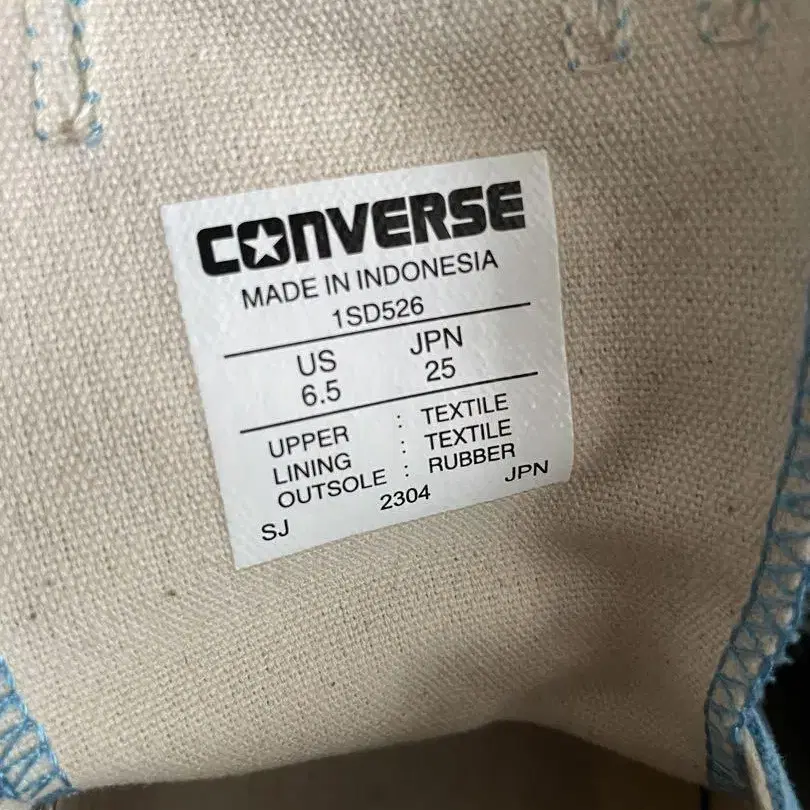 CONVERSE
MADE IN INDONESIA
1SD526
US JPN
6.5 25
UPPER : TEXTILE
LINING : TEXTILE
OUTSOLE : RUBBER
SJ 2304 JPN